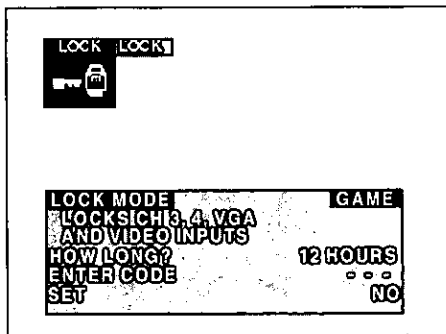 LOCK LOCK
LOCK MODE GAME
LOCKS CH 3, 4, VGA
AND VIDEO INPUTS
HOW LONG? 12 HOURS
ENTER CODE - - -
SET NO